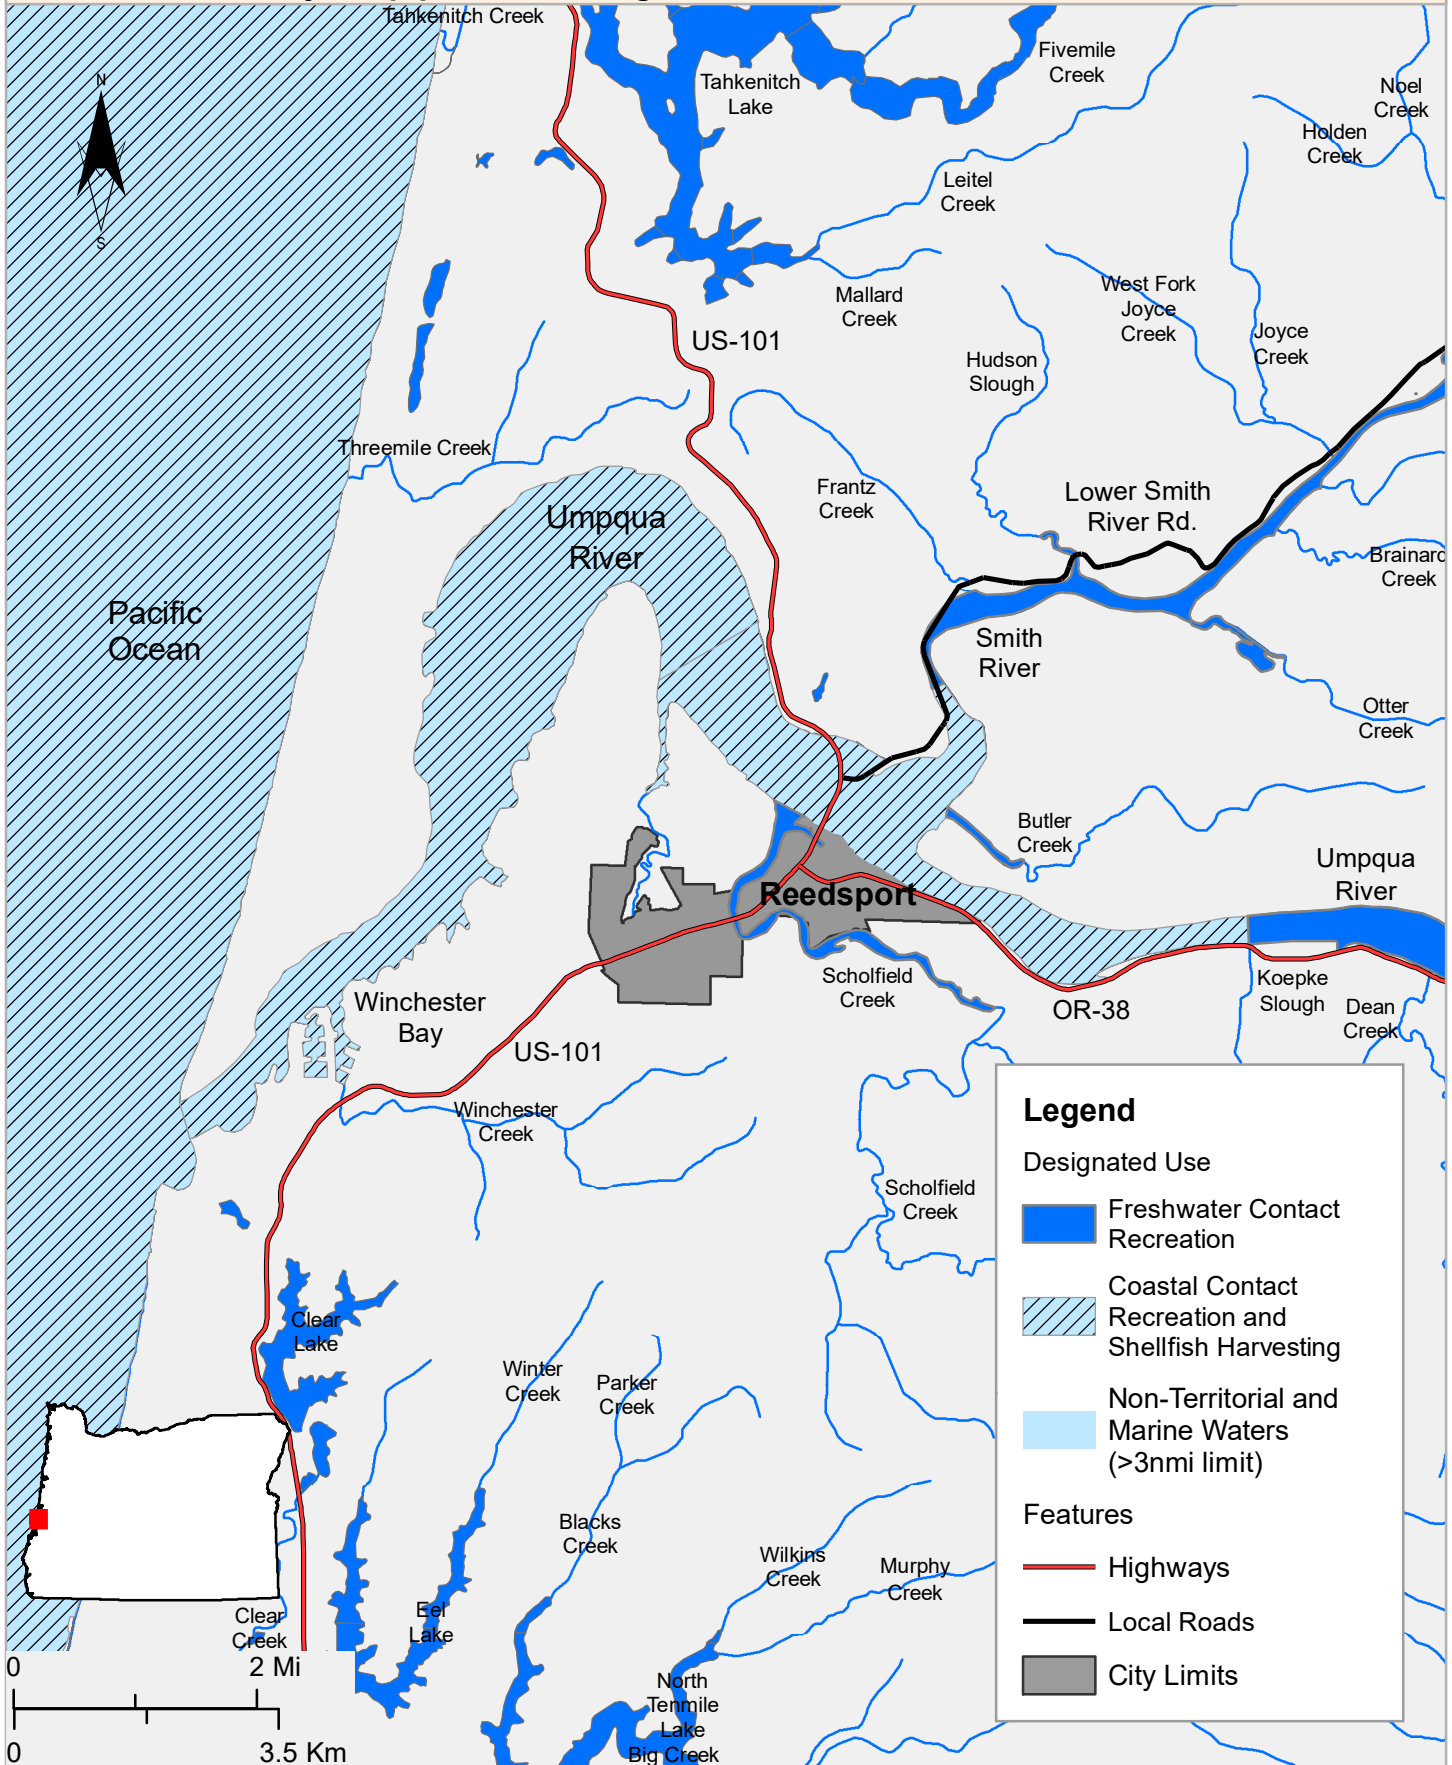 Tahkenitch Creek
Fivemile
Creek
Tahkenitch
Lake
Noel
Creek
Holden
Creek
N
S
Leitel
Creek
Mallard
Creek
West Fork
Joyce
Creek
Joyce
Creek
US-101
Hudson
Slough
Threemile Creek
Frantz
Creek
Lower Smith
River Rd.
Umpqua
River
Brainard
Creek
Pacific
Ocean
Smith
River
Otter
Creek
Butler
Creek
Umpqua
River
Reedsport
Scholfield
Creek
Koepke
Slough
Dean
Creek
OR-38
Winchester
Bay
US-101
Winchester
Creek
Scholfield
Creek
Clear
Lake
Winter
Creek
Parker
Creek
Blacks
Creek
Wilkins
Creek
Murphy
Creek
Eel
Lake
Clear
Creek
North
Tenmile
Lake
Big Creek
0
2 Mi
0
3.5 Km
Legend
Designated Use
Freshwater Contact
Recreation
Coastal Contact
Recreation and
Shellfish Harvesting
Non-Territorial and
Marine Waters
(>3nmi limit)
Features
Highways
Local Roads
City Limits